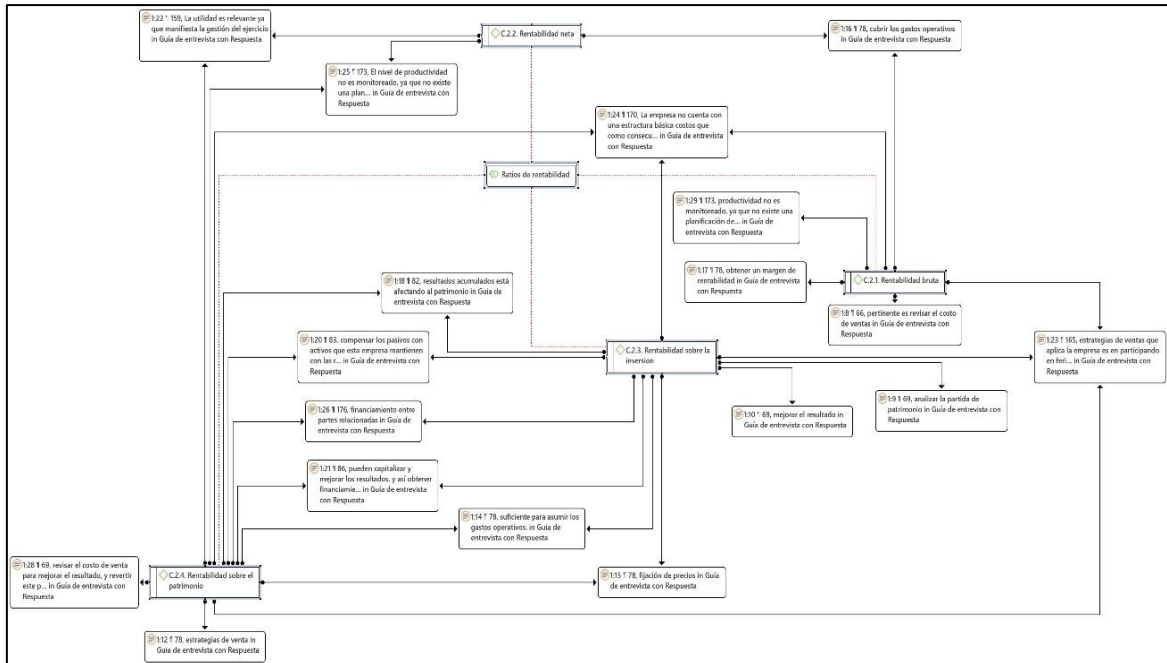 1:22 ¶ 159, La utilidad es relevante ya
que manifiesta la gestión del ejercicio
in Guía de entrevista con Respuesta
C.2.2. Rentabilidad neta
1:16 ¶ 78, cubrir los gastos operativos
in Guía de entrevista con
Respuesta
1:25 ¶ 173, El nivel de productividad
no es monitoreado, ya que no existe
una plan... in Guía de entrevista con
Respuesta
1:24 ¶ 170, La empresa no cuenta con
una estructura básica costos que
como consecu... in Guía de entrevista
con Respuesta
Ratios de rentabilidad
1:29 ¶ 173, productividad no es
monitoreado, ya que no existe una
planificación de... in Guía de
entrevista con Respuesta
1:17 ¶ 78, obtener un margen de
rentabilidad in Guía de entrevista
con Respuesta
C.2.1. Rentabilidad bruta
1:18 ¶ 82, resultados acumulados está
afectando al patrimonio in Guía de
entrevista con Respuesta
1:8 ¶ 66, pertinente es revisar el costo
de ventas in Guía de entrevista con
Respuesta
1:20 ¶ 83, compensar los pasivos con
activos que esta empresa mantienen
con las r... in Guía de entrevista con
Respuesta
C.2.3. Rentabilidad sobre la
inversion
1:23 ¶ 165, estrategias de ventas que
aplica la empresa es en participando
en feri... in Guía de entrevista con
Respuesta
1:26 ¶ 176, financiamiento entre
partes relacionadas in Guía de
entrevista con Respuesta
1:10 ¶ 69, mejorar el resultado in
Guía de entrevista con Respuesta
1:9 ¶ 69, analizar la partida de
patrimonio in Guía de entrevista con
Respuesta
1:21 ¶ 86, pueden capitalizar y
mejorar los resultados, y así obtener
financiamie... in Guía de entrevista
con Respuesta
1:14 ¶ 78, suficiente para asumir los
gastos operativos. in Guía de
entrevista con Respuesta
1:28 ¶ 69, revisar el costo de venta
para mejorar el resultado, y revertir
este p... in Guía de entrevista con
Respuesta
C.2.4. Rentabilidad sobre el
patrimonio
1:15 ¶ 78, fijación de precios in Guía
de entrevista con Respuesta
1:12 ¶ 78, estrategias de venta in
Guía de entrevista con Respuesta